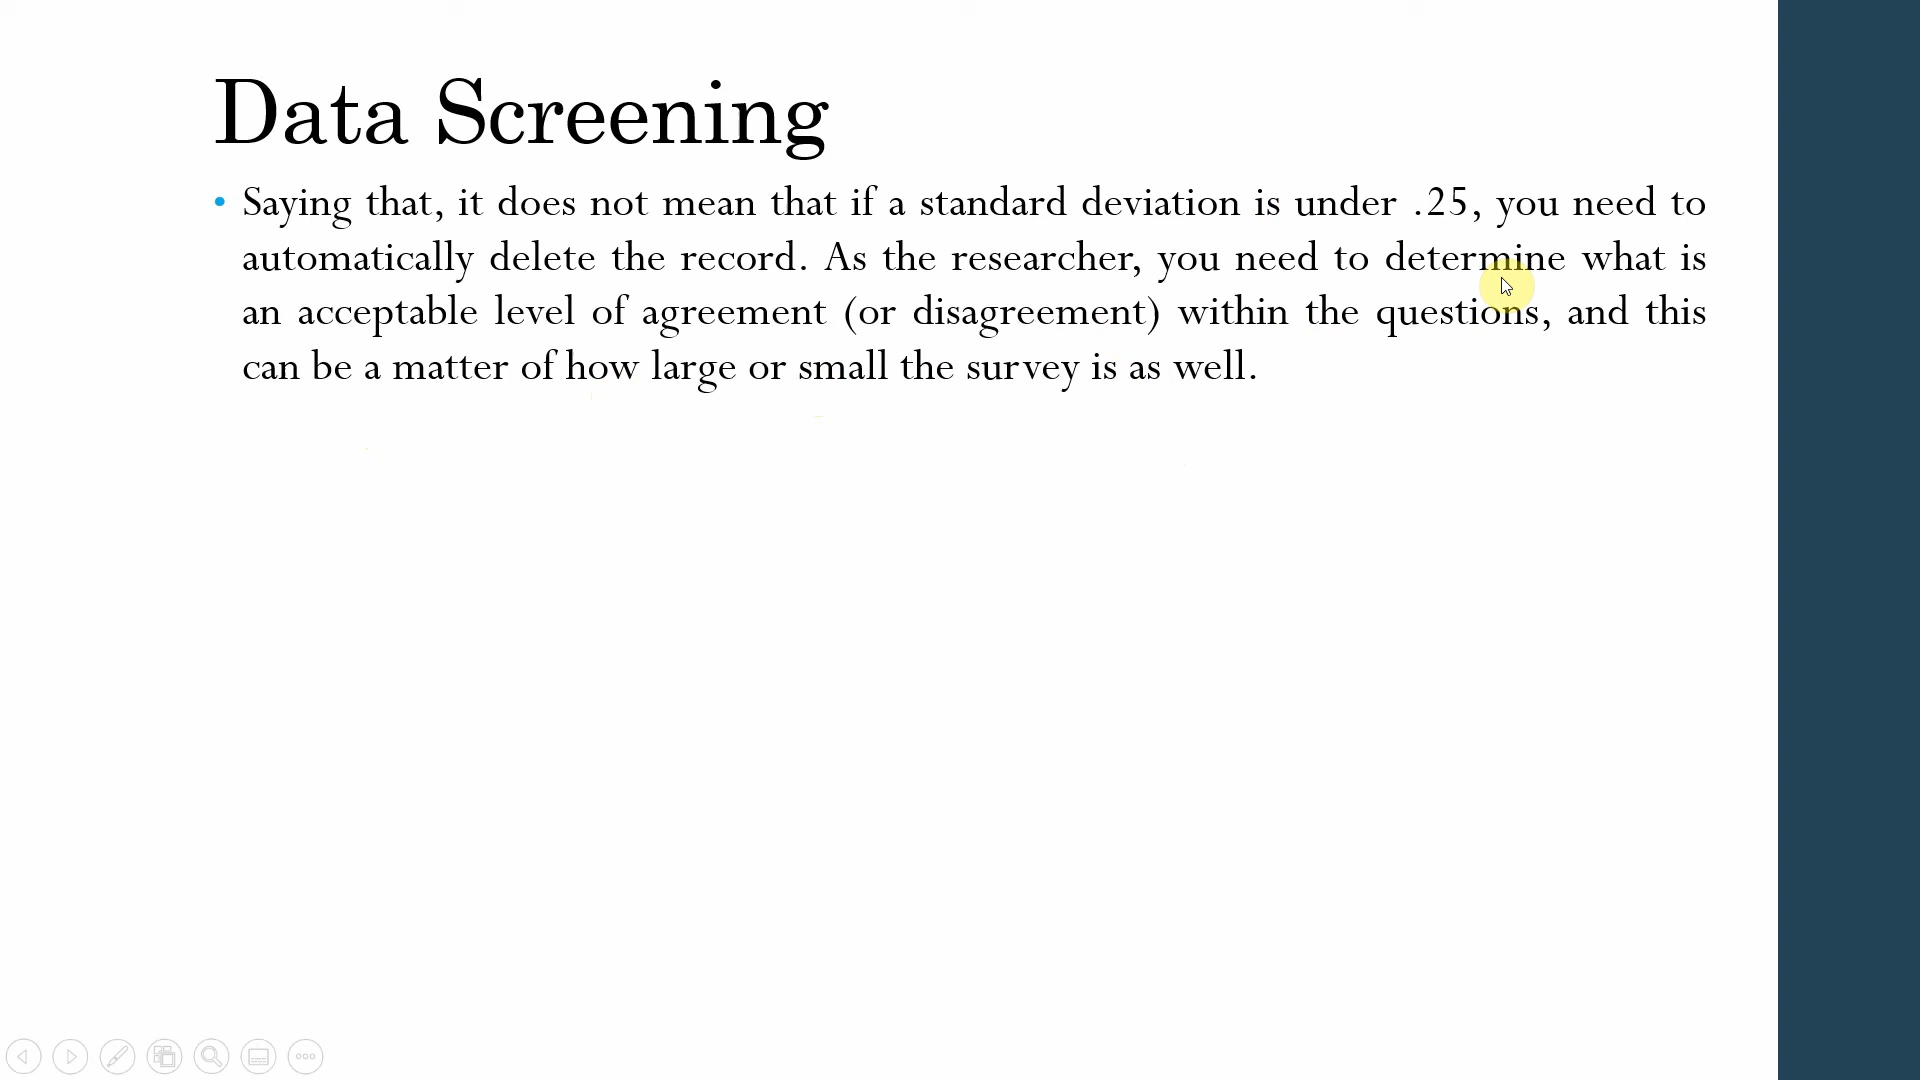 Data Screening
• Saying that, it does not mean that if a standard deviation is under .25, you need to
automatically delete the record. As the researcher, you need to determine what is
an acceptable level of agreement (or disagreement) within the questions, and this
can be a matter of how large or small the survey is as well.